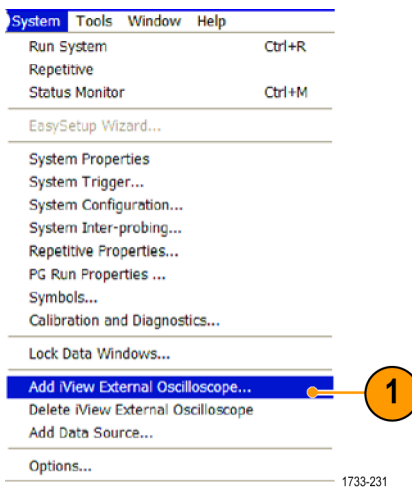 System Tools Window Help
Run System Ctrl+R
Repetitive
Status Monitor Ctrl+M
EasySetup Wizard...
System Properties
System Trigger...
System Configuration...
System Inter-probing...
Repetitive Properties...
PG Run Properties ...
Symbols...
Calibration and Diagnostics...
Lock Data Windows...
Add iView External Oscilloscope...
1
Delete iView External Oscilloscope
Add Data Source...
Options...
1733-231